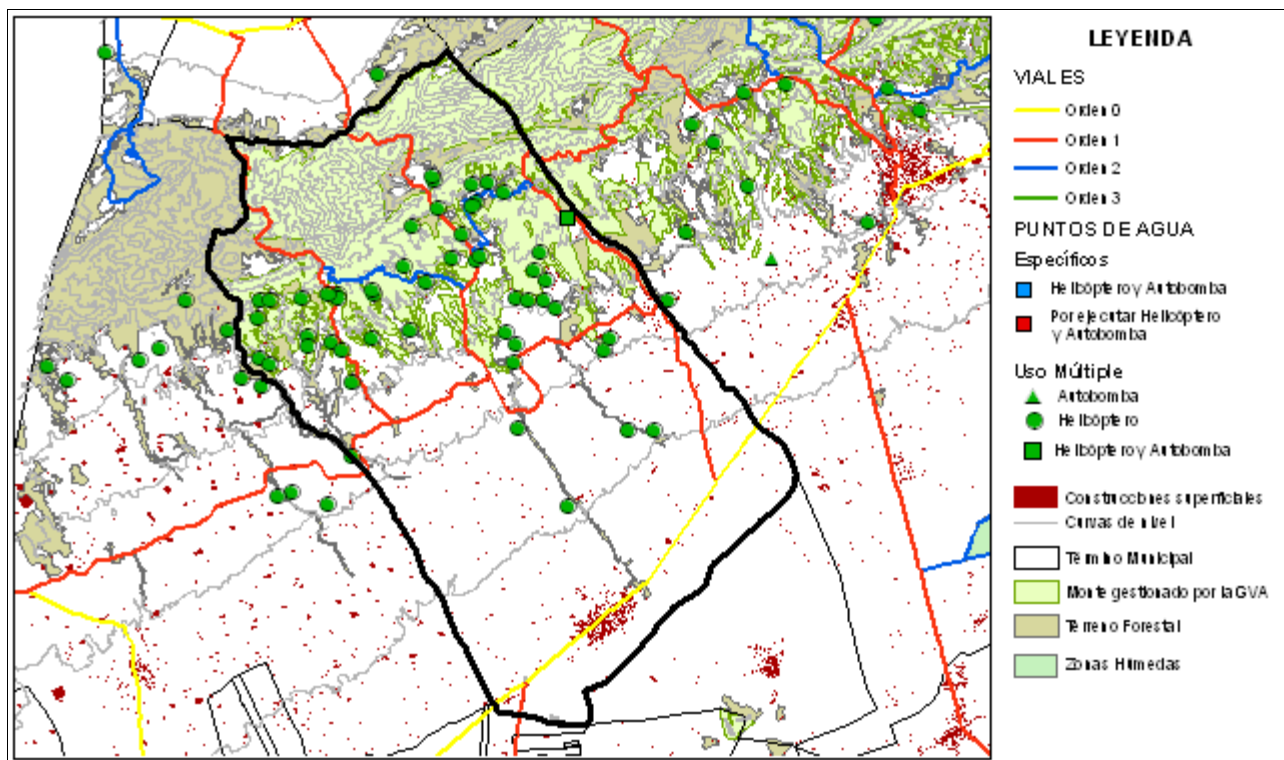 LEYENDA
VIALES
Orden 0
Orden 1
Orden 2
Orden 3
PUNTOS DE AGUA
Específicos
Helicóptero y Autobomba
Por ejecutar Helicóptero
y Autobomba
Uso Múltiple
Autobomba
Helicóptero
Helicóptero y Autobomba
Construcciones superficiales
Curvas de nivel
Término Municipal
Monte gestionado por la GVA
Terreno Forestal
Zonas Húmedas